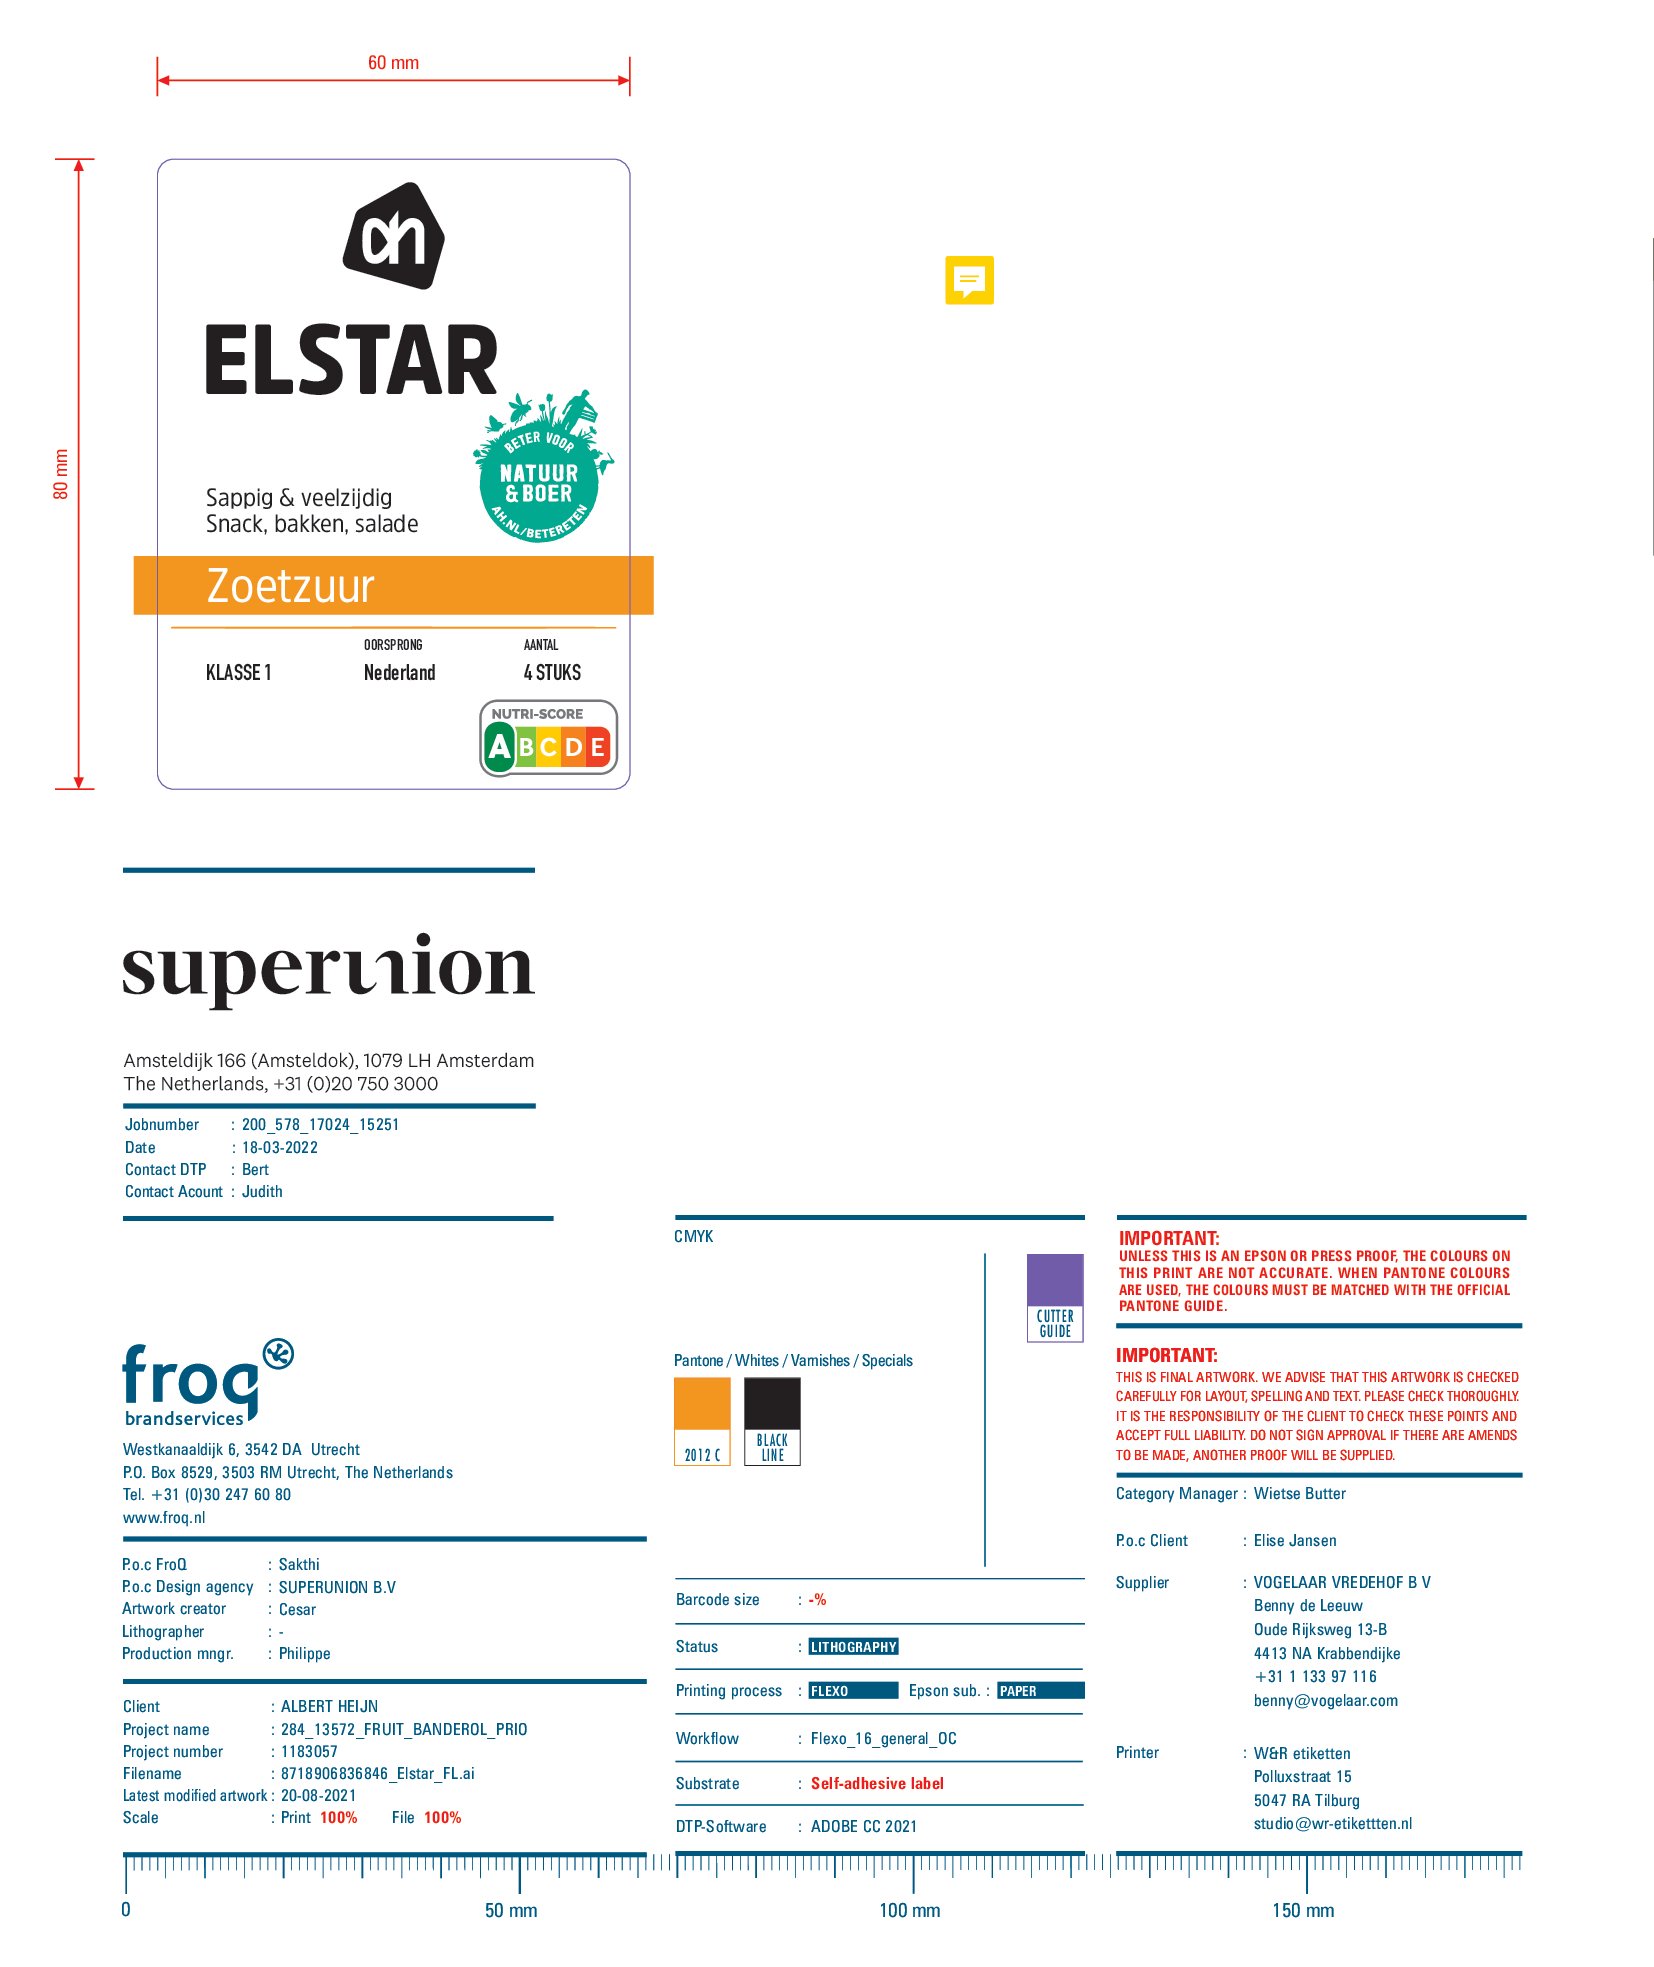 60 mm
80 mm
ah
ELSTAR
BETER VOOR
NATUUR
& BOER
AH.NL/BETERETEN
Sappig & veelzijdig
Snack, bakken, salade
Zoetzuur
OORSPRONG AANTAL
KLASSE 1 Nederland 4 STUKS
NUTRI-SCORE
A B C D E
superunion
Amsteldijk 166 (Amsteldok), 1079 LH Amsterdam
The Netherlands, +31 (0)20 750 3000
Jobnumber : 200_578_17024_15251
Date : 18-03-2022
Contact DTP : Bert
Contact Acount : Judith
froq
brandservices
Westkanaaldijk 6, 3542 DA Utrecht
P.O. Box 8529, 3503 RM Utrecht, The Netherlands
Tel. +31 (0)30 247 60 80
www.froq.nl
P.o.c FroQ : Sakthi
P.o.c Design agency : SUPERUNION B.V
Artwork creator : Cesar
Lithographer : -
Production mngr. : Philippe
Client : ALBERT HEIJN
Project name : 284_13572_FRUIT_BANDEROL_PRIO
Project number : 1183057
Filename : 8718906836846_Elstar_FL.ai
Latest modified artwork : 20-08-2021
Scale : Print 100% File 100%
CMYK
CUTTER
GUIDE
Pantone / Whites / Varnishes / Specials
2012 C
BLACK
LINE
Barcode size : -%
Status : LITHOGRAPHY
Printing process : FLEXO Epson sub. : PAPER
Workflow : Flexo_16_general_OC
Substrate : Self-adhesive label
DTP-Software : ADOBE CC 2021
IMPORTANT:
UNLESS THIS IS AN EPSON OR PRESS PROOF, THE COLOURS ON
THIS PRINT ARE NOT ACCURATE. WHEN PANTONE COLOURS
ARE USED, THE COLOURS MUST BE MATCHED WITH THE OFFICIAL
PANTONE GUIDE.
IMPORTANT:
THIS IS FINAL ARTWORK. WE ADVISE THAT THIS ARTWORK IS CHECKED
CAREFULLY FOR LAYOUT, SPELLING AND TEXT. PLEASE CHECK THOROUGHLY.
IT IS THE RESPONSIBILITY OF THE CLIENT TO CHECK THESE POINTS AND
ACCEPT FULL LIABILITY. DO NOT SIGN APPROVAL IF THERE ARE AMENDS
TO BE MADE, ANOTHER PROOF WILL BE SUPPLIED.
Category Manager : Wietse Butter
P.o.c Client : Elise Jansen
Supplier : VOGELAAR VREDEHOF B V
Benny de Leeuw
Oude Rijksweg 13-B
4413 NA Krabbendijke
+31 1 133 97 116
benny@vogelaar.com
Printer : W&R etiketten
Polluxstraat 15
5047 RA Tilburg
studio@wr-etikettten.nl
0 50 mm 100 mm 150 mm